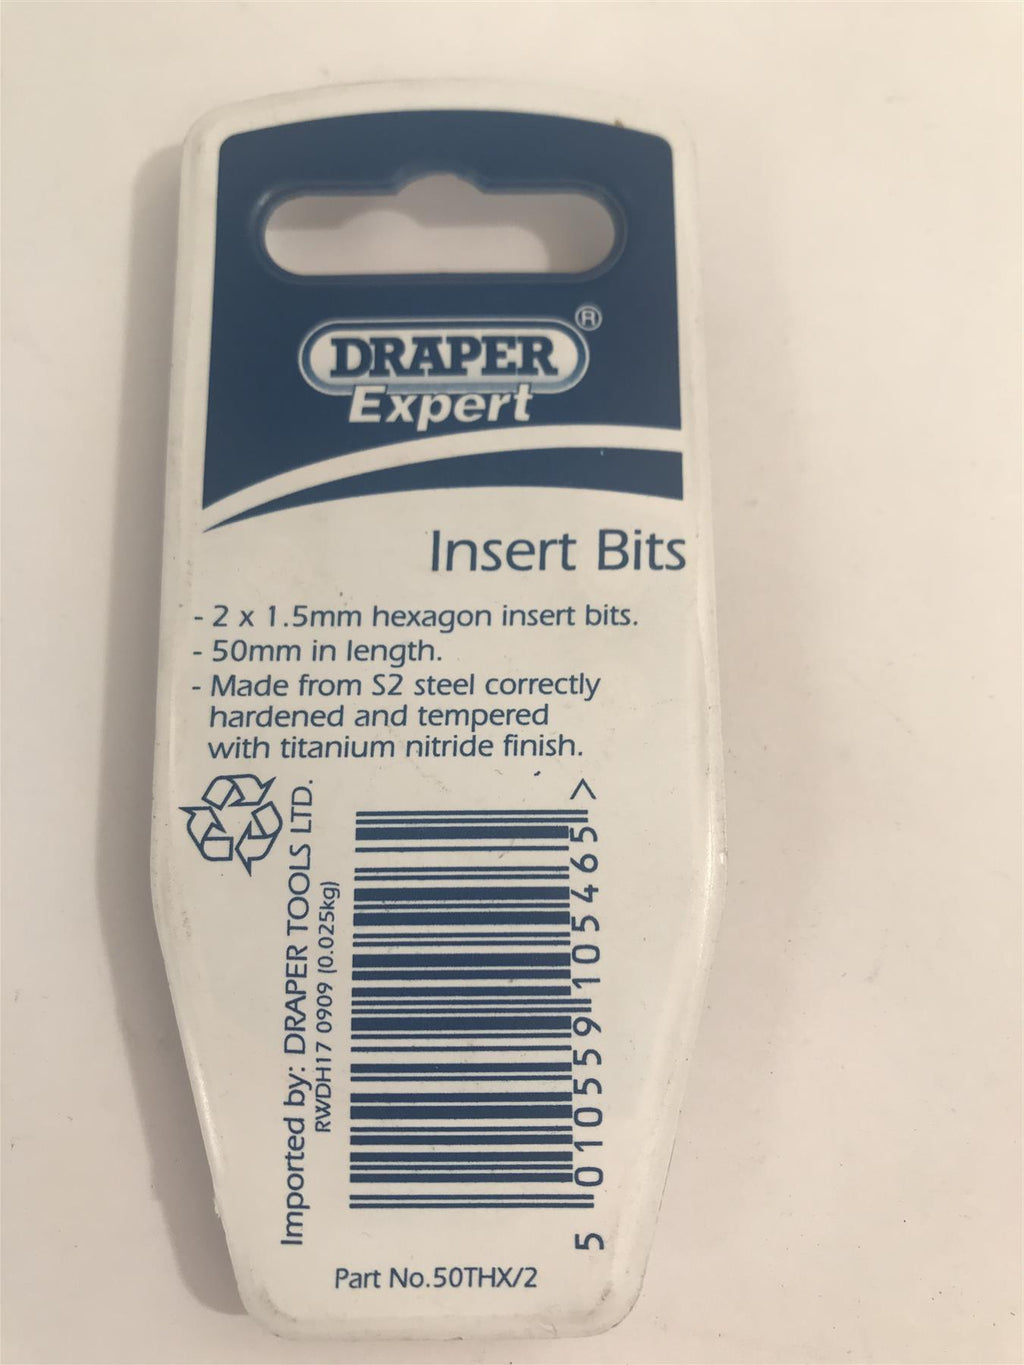 DRAPER®
Expert
Insert Bits
- 2 x 1.5mm hexagon insert bits.
- 50mm in length.
- Made from S2 steel correctly
hardened and tempered
with titanium nitride finish.
Imported by: DRAPER TOOLS LTD.
RWDH17 0909 (0.025kg)
5 010559 105465 >
Part No.50THX/2